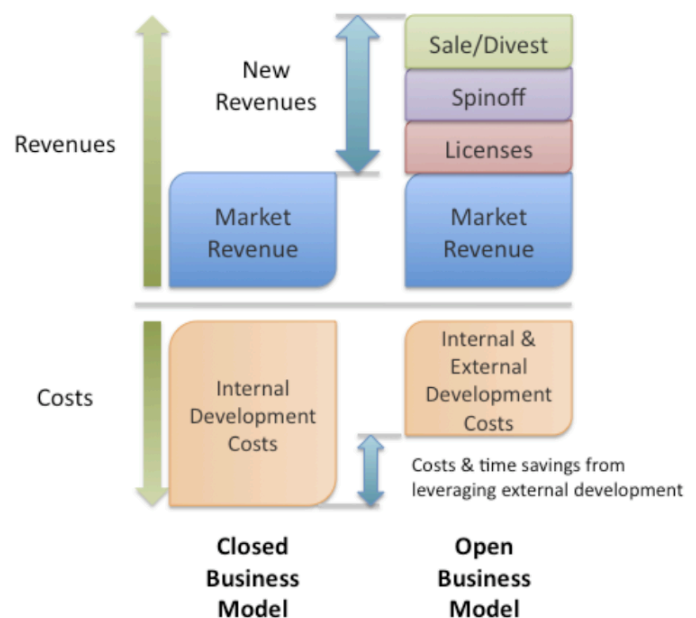 New
Revenues
Sale/Divest
Spinoff
Licenses
Revenues
Market
Revenue
Market
Revenue
Costs
Internal
Development
Costs
Internal &
External
Development
Costs
Costs & time savings from
leveraging external development
Closed
Business
Model
Open
Business
Model